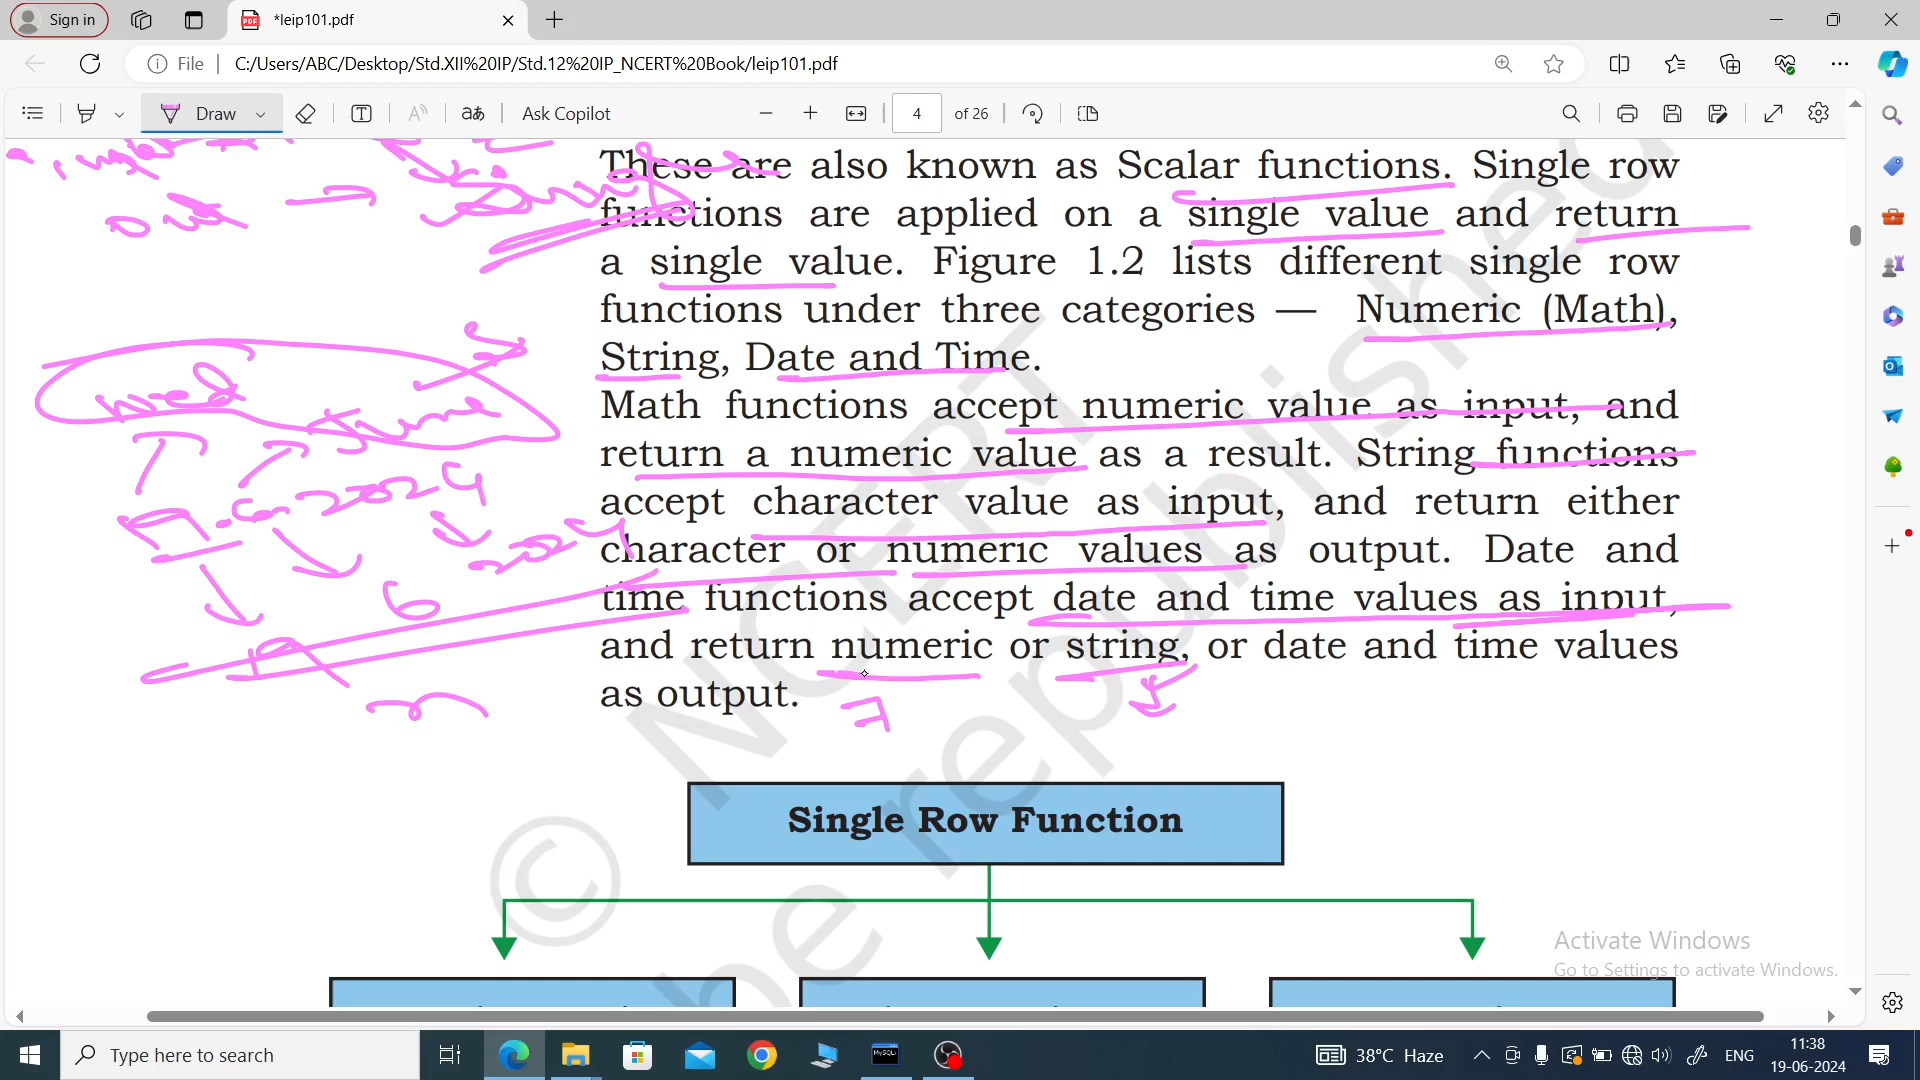 Sign in
*leip101.pdf
File
C:/Users/ABC/Desktop/Std.XII%20IP/Std.12%20IP_NCERT%20Book/leip101.pdf
Draw
Ask Copilot
4
of 26
These are also known as Scalar functions. Single row
functions are applied on a single value and return
a single value. Figure 1.2 lists different single row
functions under three categories — Numeric (Math),
String, Date and Time.
Math functions accept numeric value as input, and
return a numeric value as a result. String functions
accept character value as input, and return either
character or numeric values as output. Date and
time functions accept date and time values as input,
and return numeric or string, or date and time values
as output.
2024
2024
6
7
© NCERT
be republished
Single Row Function
Activate Windows
Go to Settings to activate Windows.
Type here to search
38°C Haze
ENG
11:38
19-06-2024